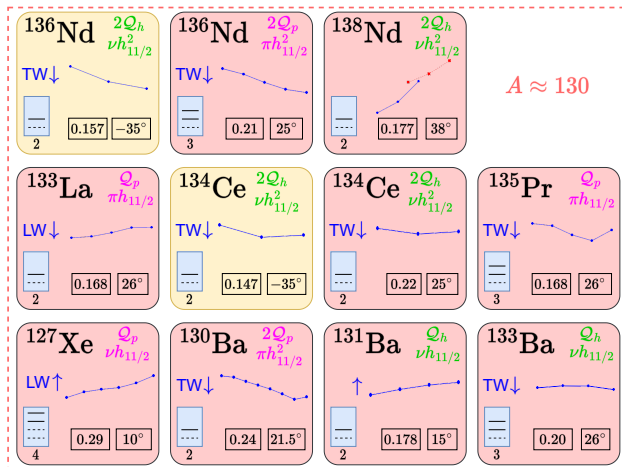 ¹³⁶Nd 2𝒬ₕ νh²₁₁/₂
TW↓
0.157 −35°
2
¹³⁶Nd 2𝒬ₚ πh²₁₁/₂
TW↓
0.21 25°
3
¹³⁸Nd 2𝒬ₕ νh²₁₁/₂
0.177 38°
2
A ≈ 130
¹³³La 𝒬ₚ πh₁₁/₂
LW↓
0.168 26°
2
¹³⁴Ce 2𝒬ₕ νh²₁₁/₂
TW↓
0.147 −35°
2
¹³⁴Ce 2𝒬ₕ νh²₁₁/₂
TW↓
0.22 25°
2
¹³⁵Pr 𝒬ₚ πh₁₁/₂
TW↓
0.168 26°
3
¹²⁷Xe 𝒬ₚ νh₁₁/₂
LW↑
0.29 10°
4
¹³⁰Ba 2𝒬ₚ πh²₁₁/₂
TW↓
0.24 21.5°
2
¹³¹Ba 𝒬ₕ νh₁₁/₂
↑
0.178 15°
2
¹³³Ba 𝒬ₕ νh₁₁/₂
TW↓
0.20 26°
3